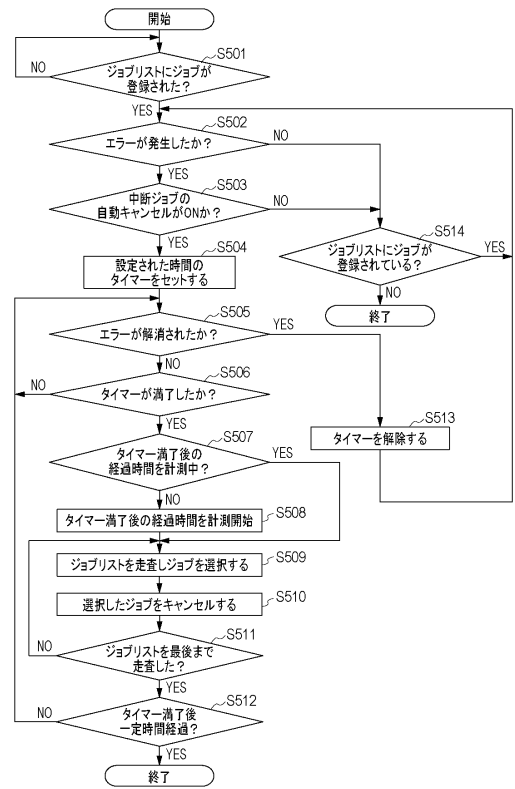 開始
S501
ジョブリストにジョブが
登録された?
NO
YES
S502
エラーが発生したか?
NO
YES
S503
中断ジョブの
自動キャンセルがONか?
NO
YES
S514
ジョブリストにジョブが
登録されている?
YES
NO
終了
S504
設定された時間の
タイマーをセットする
S505
エラーが解消されたか?
YES
NO
S506
タイマーが満了したか?
NO
YES
S513
タイマーを解除する
S507
タイマー満了後の
経過時間を計測中?
YES
NO
S508
タイマー満了後の経過時間を計測開始
S509
ジョブリストを走査しジョブを選択する
S510
選択したジョブをキャンセルする
S511
ジョブリストを最後まで
走査した?
NO
YES
S512
タイマー満了後
一定時間経過?
NO
YES
終了